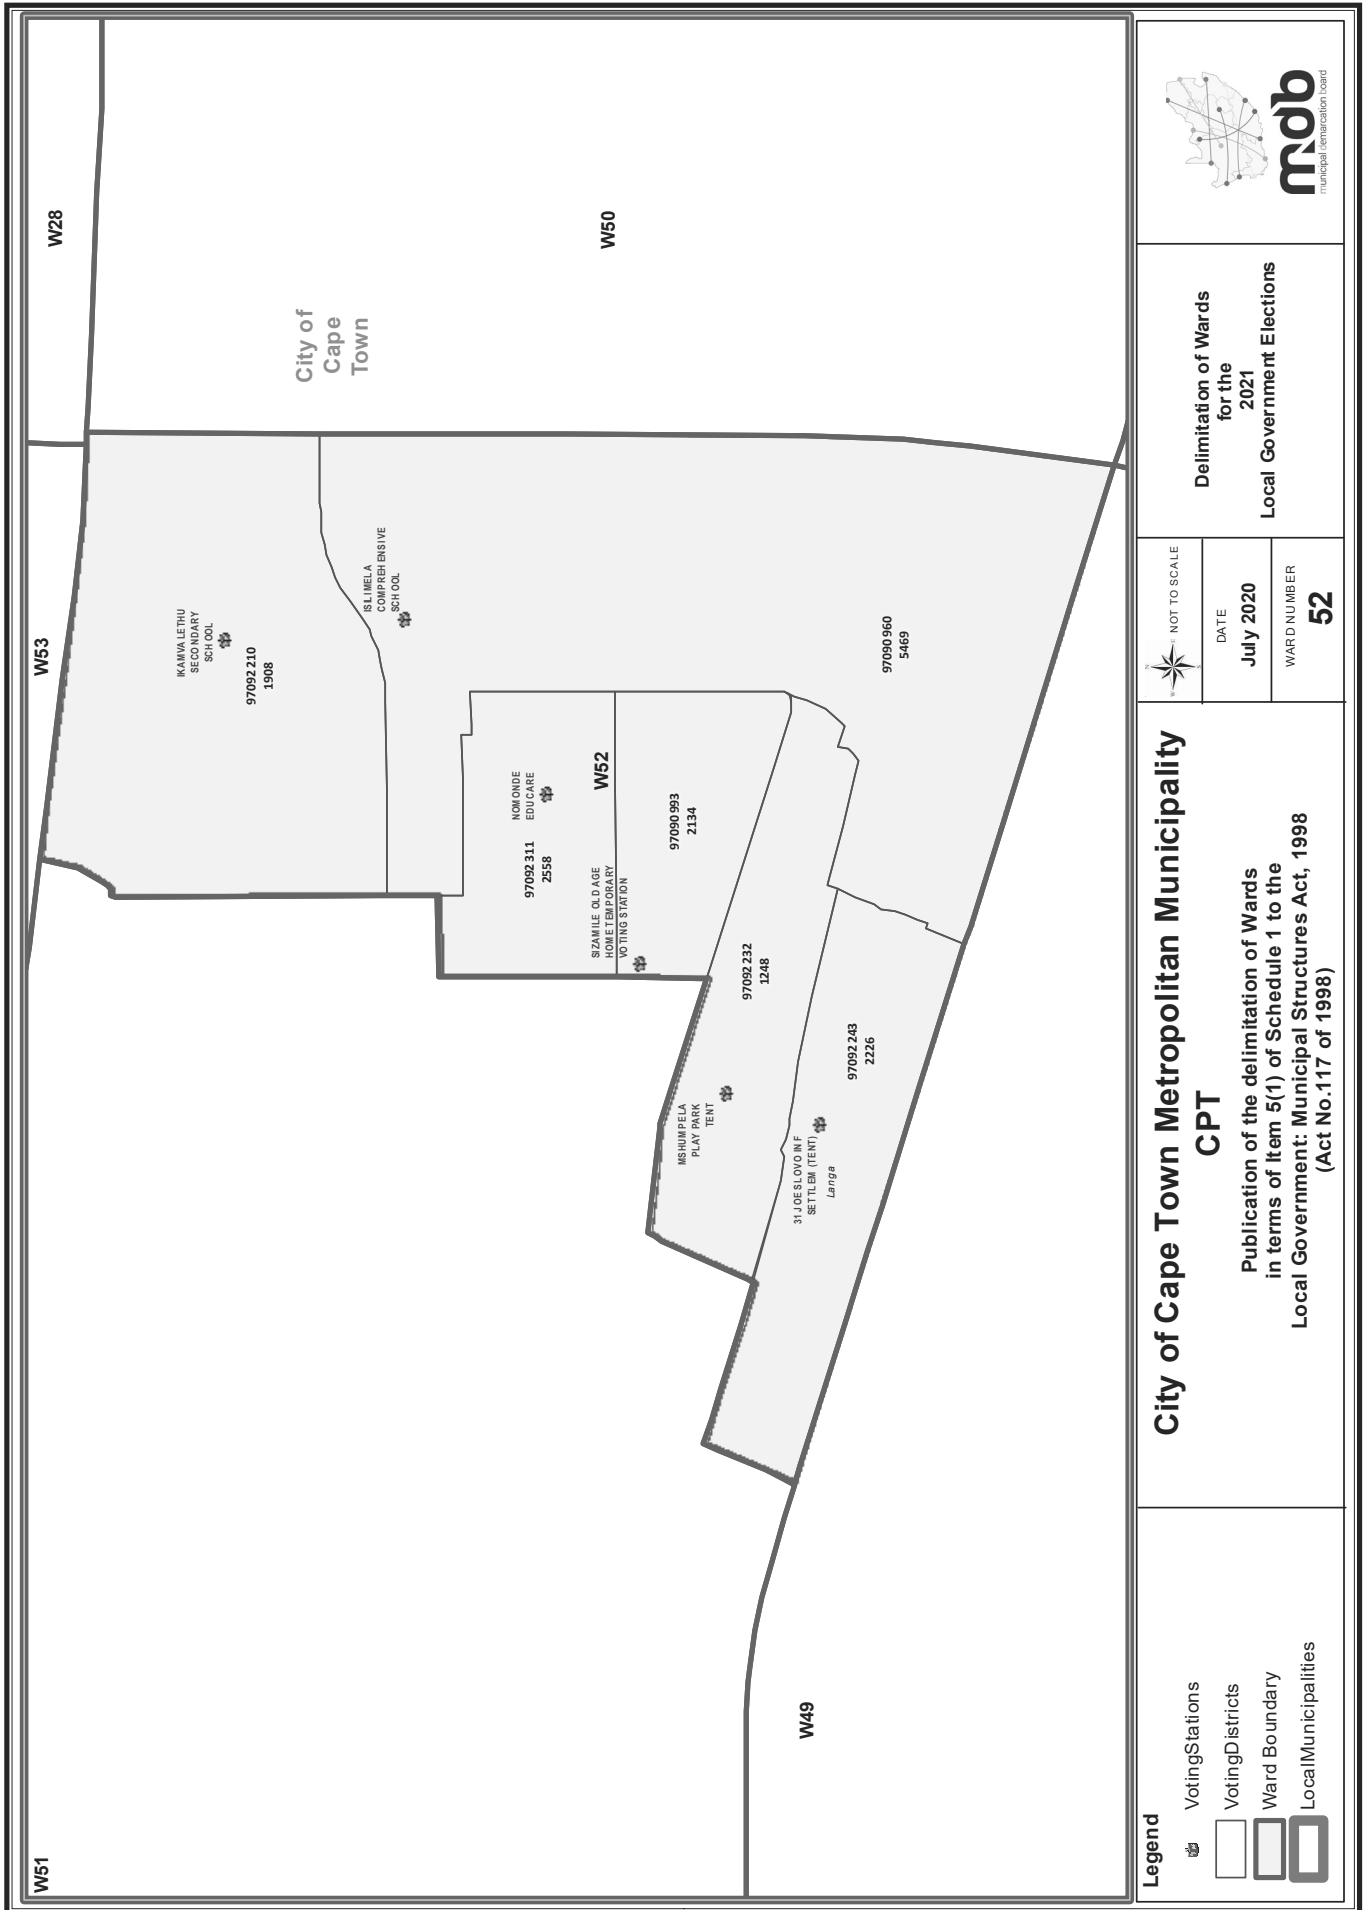 W51
W53
W28
City of
Cape
Town
W50
W49
IKAMVALETHU
SECONDARY
SCHOOL
97092210
1908
ISLIMELA
COMPREHENSIVE
SCHOOL
NOMONDE
EDUCARE
97092311
2558
W52
SIZAMILE OLD AGE
HOME TEMPORARY
VOTING STATION
97090993
2134
97090960
5469
97092232
1248
MSHUMPELA
PLAY PARK
TENT
97092243
2226
31 JOE SLOVO INF
SETTLEM (TENT)
Langa
Legend
VotingStations
VotingDistricts
Ward Boundary
LocalMunicipalities
City of Cape Town Metropolitan Municipality
CPT
Publication of the delimitation of Wards
in terms of Item 5(1) of Schedule 1 to the
Local Government: Municipal Structures Act, 1998
(Act No.117 of 1998)
N
W E
S
NOT TO SCALE
DATE
July 2020
WARD NUMBER
52
Delimitation of Wards
for the
2021
Local Government Elections
mdb
municipal demarcation board